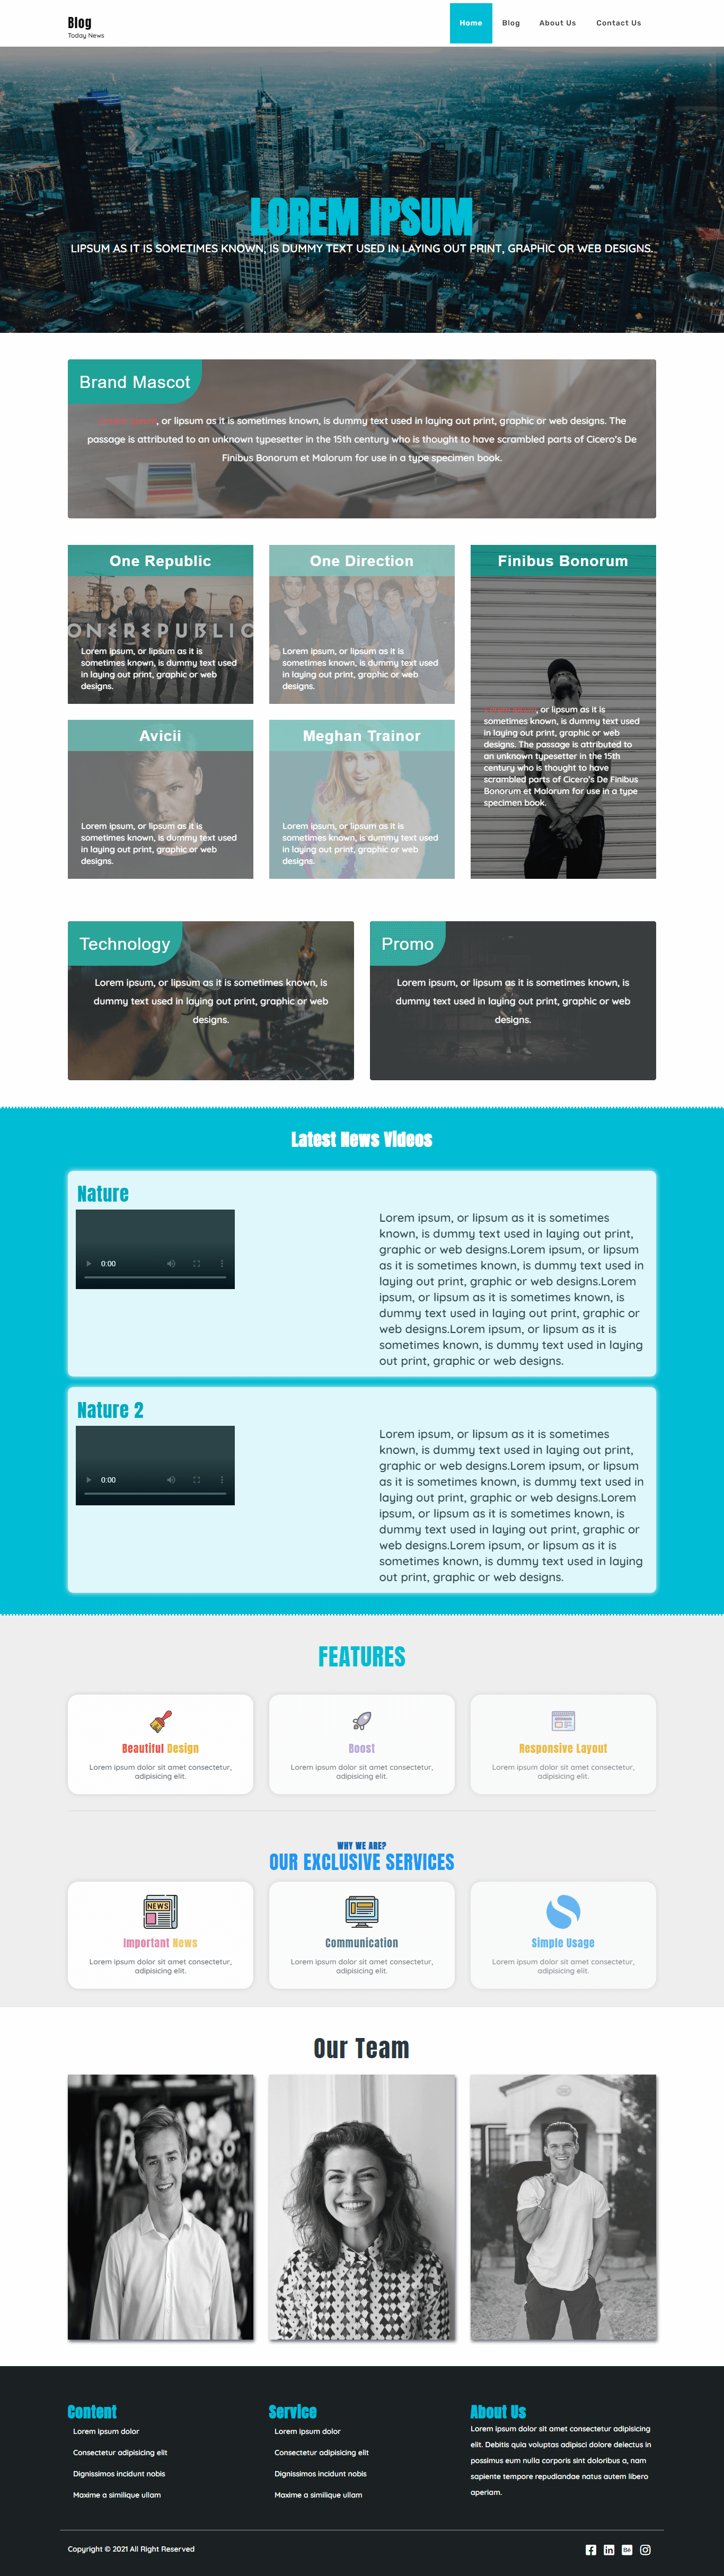 Blog
Today News
Home
Blog
About Us
Contact Us
LOREM IPSUM
LIPSUM AS IT IS SOMETIMES KNOWN, IS DUMMY TEXT USED IN LAYING OUT PRINT, GRAPHIC OR WEB DESIGNS.
Brand Mascot
Lorem ipsum, or lipsum as it is sometimes known, is dummy text used in laying out print, graphic or web designs. The
passage is attributed to an unknown typesetter in the 15th century who is thought to have scrambled parts of Cicero's De
Finibus Bonorum et Malorum for use in a type specimen book.
One Republic
ONEREPUBLIC
Lorem ipsum, or lipsum as it is
sometimes known, is dummy text used
in laying out print, graphic or web
designs.
One Direction
Lorem ipsum, or lipsum as it is
sometimes known, is dummy text used
in laying out print, graphic or web
designs.
Finibus Bonorum
Lorem ipsum, or lipsum as it is
sometimes known, is dummy text used
in laying out print, graphic or web
designs. The passage is attributed to
an unknown typesetter in the 15th
century who is thought to have
scrambled parts of Cicero's De Finibus
Bonorum et Malorum for use in a type
specimen book.
Avicii
Lorem ipsum, or lipsum as it is
sometimes known, is dummy text used
in laying out print, graphic or web
designs.
Meghan Trainor
Lorem ipsum, or lipsum as it is
sometimes known, is dummy text used
in laying out print, graphic or web
designs.
Technology
Lorem ipsum, or lipsum as it is sometimes known, is
dummy text used in laying out print, graphic or web
designs.
Promo
Lorem ipsum, or lipsum as it is sometimes known, is
dummy text used in laying out print, graphic or web
designs.
Latest News Videos
Nature
0:00
Lorem ipsum, or lipsum as it is sometimes
known, is dummy text used in laying out print,
graphic or web designs.Lorem ipsum, or lipsum
as it is sometimes known, is dummy text used in
laying out print, graphic or web designs.Lorem
ipsum, or lipsum as it is sometimes known, is
dummy text used in laying out print, graphic or
web designs.Lorem ipsum, or lipsum as it is
sometimes known, is dummy text used in laying
out print, graphic or web designs.
Nature 2
0:00
Lorem ipsum, or lipsum as it is sometimes
known, is dummy text used in laying out print,
graphic or web designs.Lorem ipsum, or lipsum
as it is sometimes known, is dummy text used in
laying out print, graphic or web designs.Lorem
ipsum, or lipsum as it is sometimes known, is
dummy text used in laying out print, graphic or
web designs.Lorem ipsum, or lipsum as it is
sometimes known, is dummy text used in laying
out print, graphic or web designs.
FEATURES
Beautiful Design
Lorem ipsum dolor sit amet consectetur,
adipisicing elit.
Boost
Lorem ipsum dolor sit amet consectetur,
adipisicing elit.
Responsive Layout
Lorem ipsum dolor sit amet consectetur,
adipisicing elit.
WHY WE ARE?
OUR EXCLUSIVE SERVICES
NEWS
Important News
Lorem ipsum dolor sit amet consectetur,
adipisicing elit.
Communication
Lorem ipsum dolor sit amet consectetur,
adipisicing elit.
Simple Usage
Lorem ipsum dolor sit amet consectetur,
adipisicing elit.
Our Team
Content
Lorem ipsum dolor
Consectetur adipisicing elit
Dignissimos incidunt nobis
Maxime a similique ullam
Service
Lorem ipsum dolor
Consectetur adipisicing elit
Dignissimos incidunt nobis
Maxime a similique ullam
About Us
Lorem ipsum dolor sit amet consectetur adipisicing
elit. Debitis quia voluptas adipisci dolore delectus in
possimus eum nulla corporis sint doloribus a, nam
sapiente tempore repudiandae natus autem libero
aperiam.
Copyright © 2021 All Right Reserved